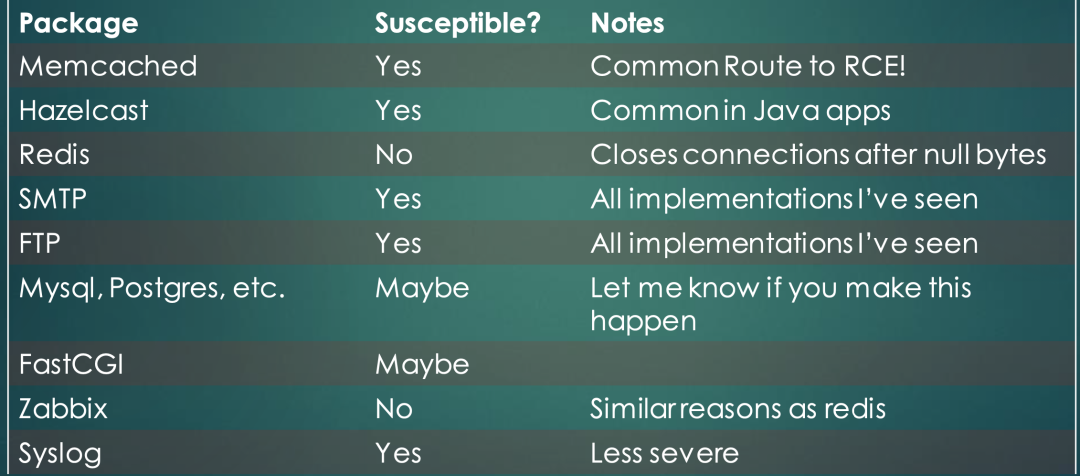 Package Susceptible? Notes
Memcached Yes Common Route to RCE!
Hazelcast Yes Common in Java apps
Redis No Closes connections after null bytes
SMTP Yes All implementations I've seen
FTP Yes All implementations I've seen
Mysql, Postgres, etc. Maybe Let me know if you make this
happen
FastCGI Maybe
Zabbix No Similar reasons as redis
Syslog Yes Less severe